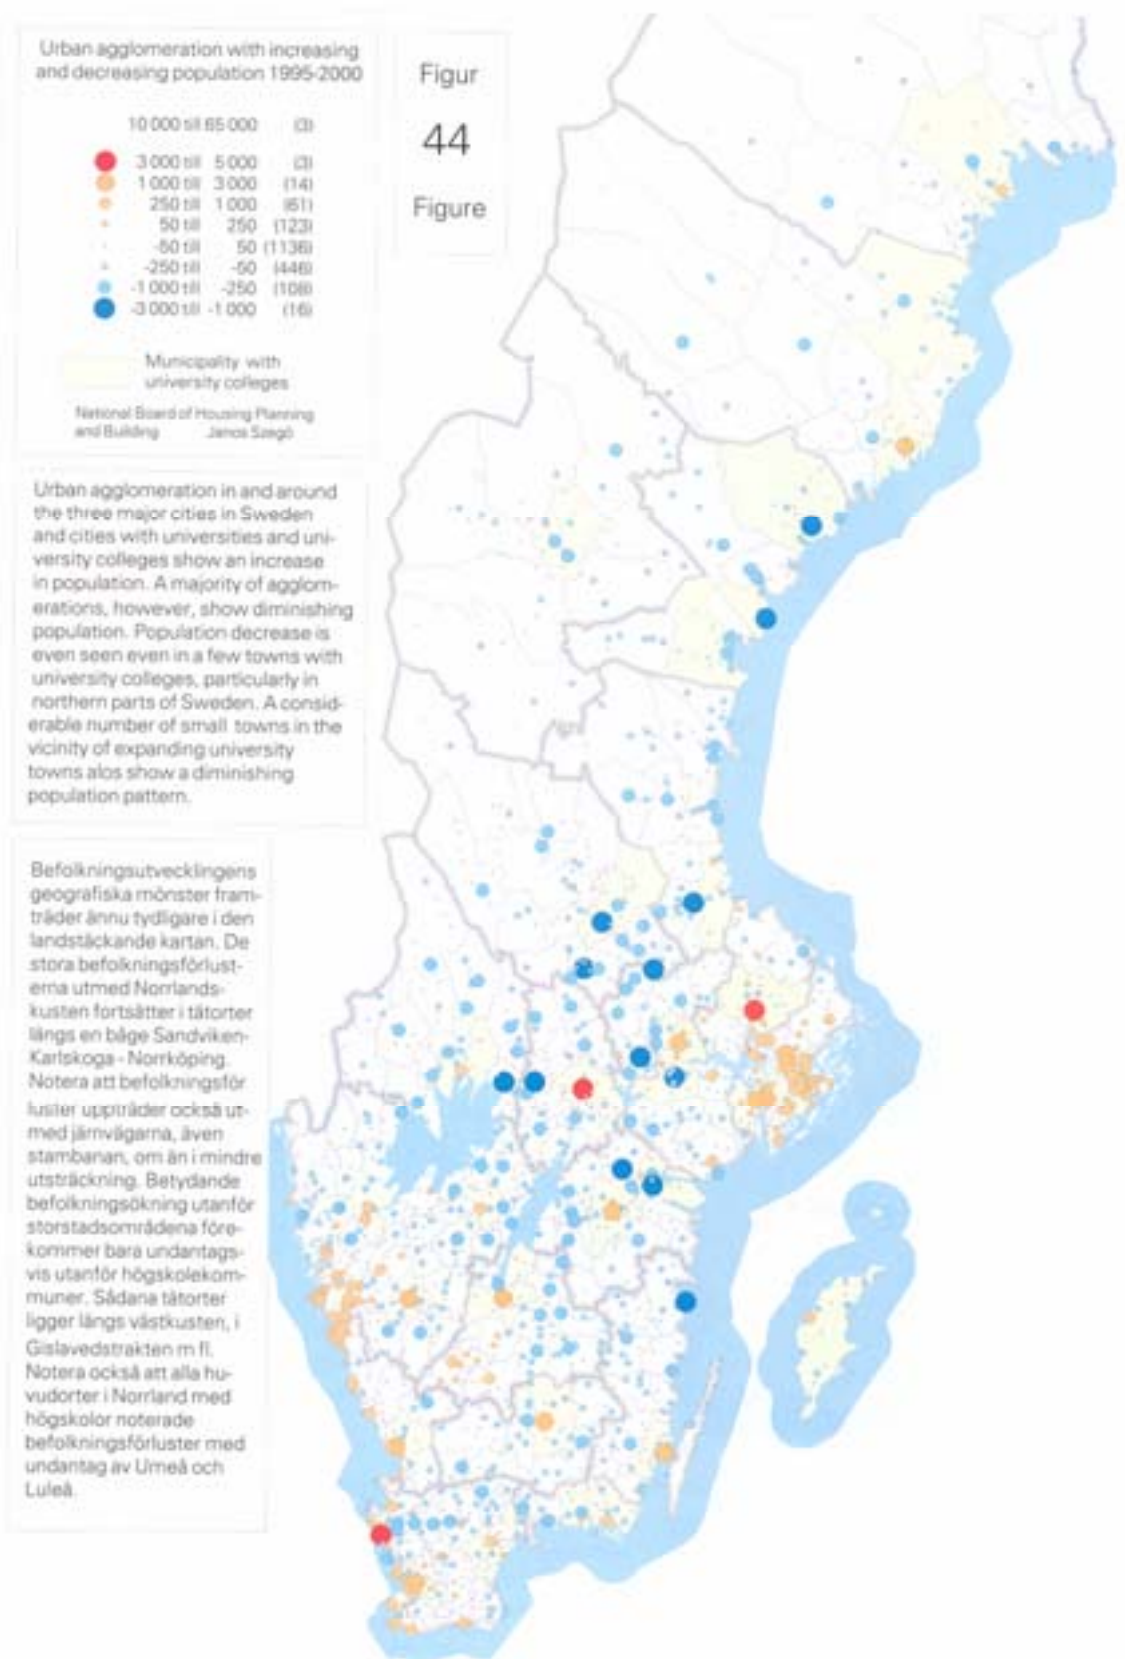 Urban agglomeration with increasing
and decreasing population 1995-2000
10 000 till 65 000 (3)
3 000 till 5 000 (3)
1 000 till 3 000 (14)
250 till 1 000 (61)
50 till 250 (123)
-50 till 50 (1136)
-250 till -50 (446)
-1 000 till -250 (108)
-3 000 till -1 000 (16)
Municipality with
university colleges
National Board of Housing Planning
and Building Janos Szegö
Figur
44
Figure
Urban agglomeration in and around
the three major cities in Sweden
and cities with universities and uni-
versity colleges show an increase
in population. A majority of agglom-
erations, however, show diminishing
population. Population decrease is
even seen even in a few towns with
university colleges, particularly in
northern parts of Sweden. A consid-
erable number of small towns in the
vicinity of expanding university
towns alos show a diminishing
population pattern.
Befolkningsutvecklingens
geografiska mönster fram-
träder ännu tydligare i den
landstäckande kartan. De
stora befolkningsförlust-
erna utmed Norrlands-
kusten fortsätter i tätorter
längs en båge Sandviken-
Karlskoga - Norrköping.
Notera att befolkningsför
luster uppträder också ut-
med järnvägarna, även
stambanan, om än i mindre
utsträckning. Betydande
befolkningsökning utanför
storstadsområdena före-
kommer bara undantags-
vis utanför högskolekom-
muner. Sådana tätorter
ligger längs västkusten, i
Gislavedstrakten m fl.
Notera också att alla hu-
vudorter i Norrland med
högskolor noterade
befolkningsförluster med
undantag av Umeå och
Luleå.